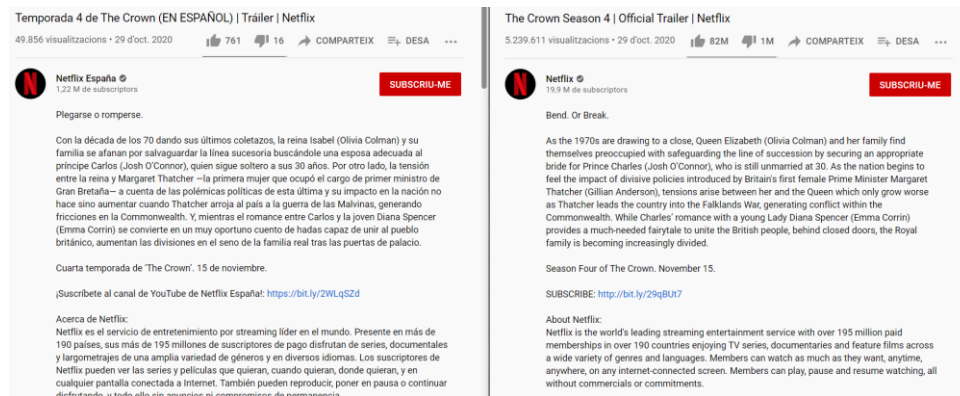 Temporada 4 de The Crown (EN ESPAÑOL) | Tráiler | Netflix
49.856 visualitzacions • 29 d'oct. 2020
761
16
COMPARTEIX
DESA
Netflix España
1,22 M de subscriptors
SUBSCRIU-ME
Plegarse o romperse.
Con la década de los 70 dando sus últimos coletazos, la reina Isabel (Olivia Colman) y su
familia se afanan por salvaguardar la línea sucesoria buscándole una esposa adecuada al
príncipe Carlos (Josh O'Connor), quien sigue soltero a sus 30 años. Por otro lado, la tensión
entre la reina y Margaret Thatcher —la primera mujer que ocupó el cargo de primer ministro de
Gran Bretaña— a cuenta de las polémicas políticas de esta última y su impacto en la nación no
hace sino aumentar cuando Thatcher arroja al país a la guerra de las Malvinas, generando
fricciones en la Commonwealth. Y, mientras el romance entre Carlos y la joven Diana Spencer
(Emma Corrin) se convierte en un muy oportuno cuento de hadas capaz de unir al pueblo
británico, aumentan las divisiones en el seno de la familia real tras las puertas de palacio.
Cuarta temporada de 'The Crown'. 15 de noviembre.
¡Suscríbete al canal de YouTube de Netflix España!: https://bit.ly/2WLqSZd
Acerca de Netflix:
Netflix es el servicio de entretenimiento por streaming líder en el mundo. Presente en más de
190 países, sus más de 195 millones de suscriptores de pago disfrutan de series, documentales
y largometrajes de una amplia variedad de géneros y en diversos idiomas. Los suscriptores de
Netflix pueden ver las series y películas que quieran, cuando quieran, donde quieran, y en
cualquier pantalla conectada a Internet. También pueden reproducir, poner en pausa o continuar
disfrutando, y todo ello sin anuncios ni compromisos de permanencia.
The Crown Season 4 | Official Trailer | Netflix
5.239.611 visualitzacions • 29 d'oct. 2020
82M
1M
COMPARTEIX
DESA
Netflix
19,9 M de subscriptors
SUBSCRIU-ME
Bend. Or Break.
As the 1970s are drawing to a close, Queen Elizabeth (Olivia Colman) and her family find
themselves preoccupied with safeguarding the line of succession by securing an appropriate
bride for Prince Charles (Josh O'Connor), who is still unmarried at 30. As the nation begins to
feel the impact of divisive policies introduced by Britain's first female Prime Minister Margaret
Thatcher (Gillian Anderson), tensions arise between her and the Queen which only grow worse
as Thatcher leads the country into the Falklands War, generating conflict within the
Commonwealth. While Charles' romance with a young Lady Diana Spencer (Emma Corrin)
provides a much-needed fairytale to unite the British people, behind closed doors, the Royal
family is becoming increasingly divided.
Season Four of The Crown. November 15.
SUBSCRIBE: http://bit.ly/29qBUt7
About Netflix:
Netflix is the world's leading streaming entertainment service with over 195 million paid
memberships in over 190 countries enjoying TV series, documentaries and feature films across
a wide variety of genres and languages. Members can watch as much as they want, anytime,
anywhere, on any internet-connected screen. Members can play, pause and resume watching, all
without commercials or commitments.